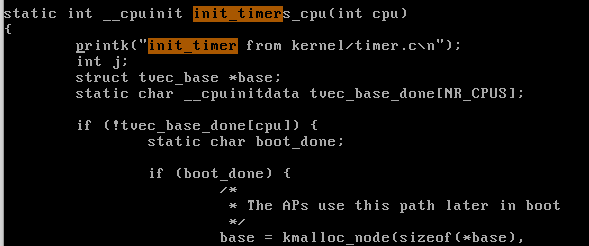 static int __cpuinit init_timers_cpu(int cpu)
{
printk("init_timer from kernel/timer.c\n");
int j;
struct tvec_base *base;
static char __cpuinitdata tvec_base_done[NR_CPUS];
if (!tvec_base_done[cpu]) {
static char boot_done;
if (boot_done) {
/*
* The APs use this path later in boot
*/
base = kmalloc_node(sizeof(*base),